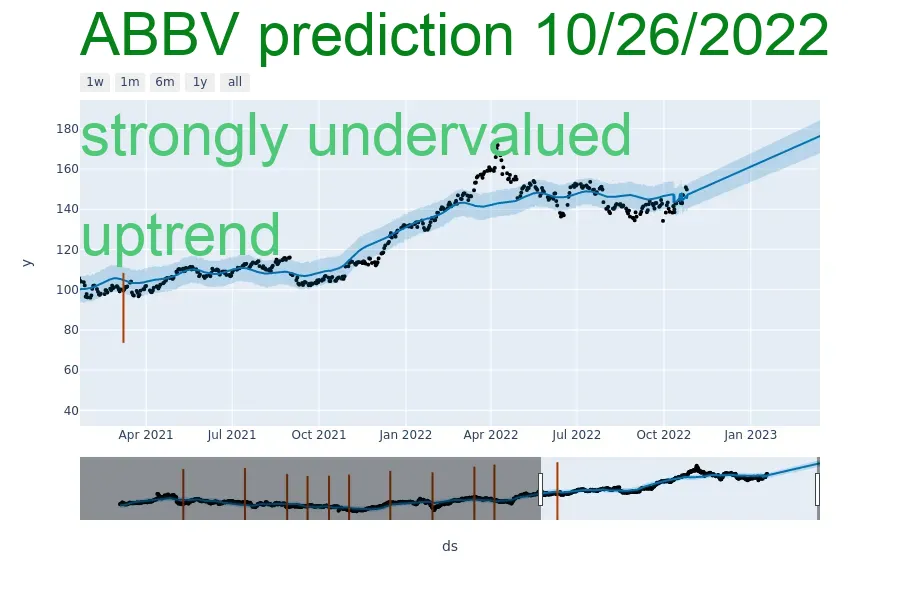 ABBV prediction 10/26/2022
1w 1m 6m 1y all
strongly undervalued
uptrend
y
180
160
140
120
100
80
60
40
Apr 2021 Jul 2021 Oct 2021 Jan 2022 Apr 2022 Jul 2022 Oct 2022 Jan 2023
ds